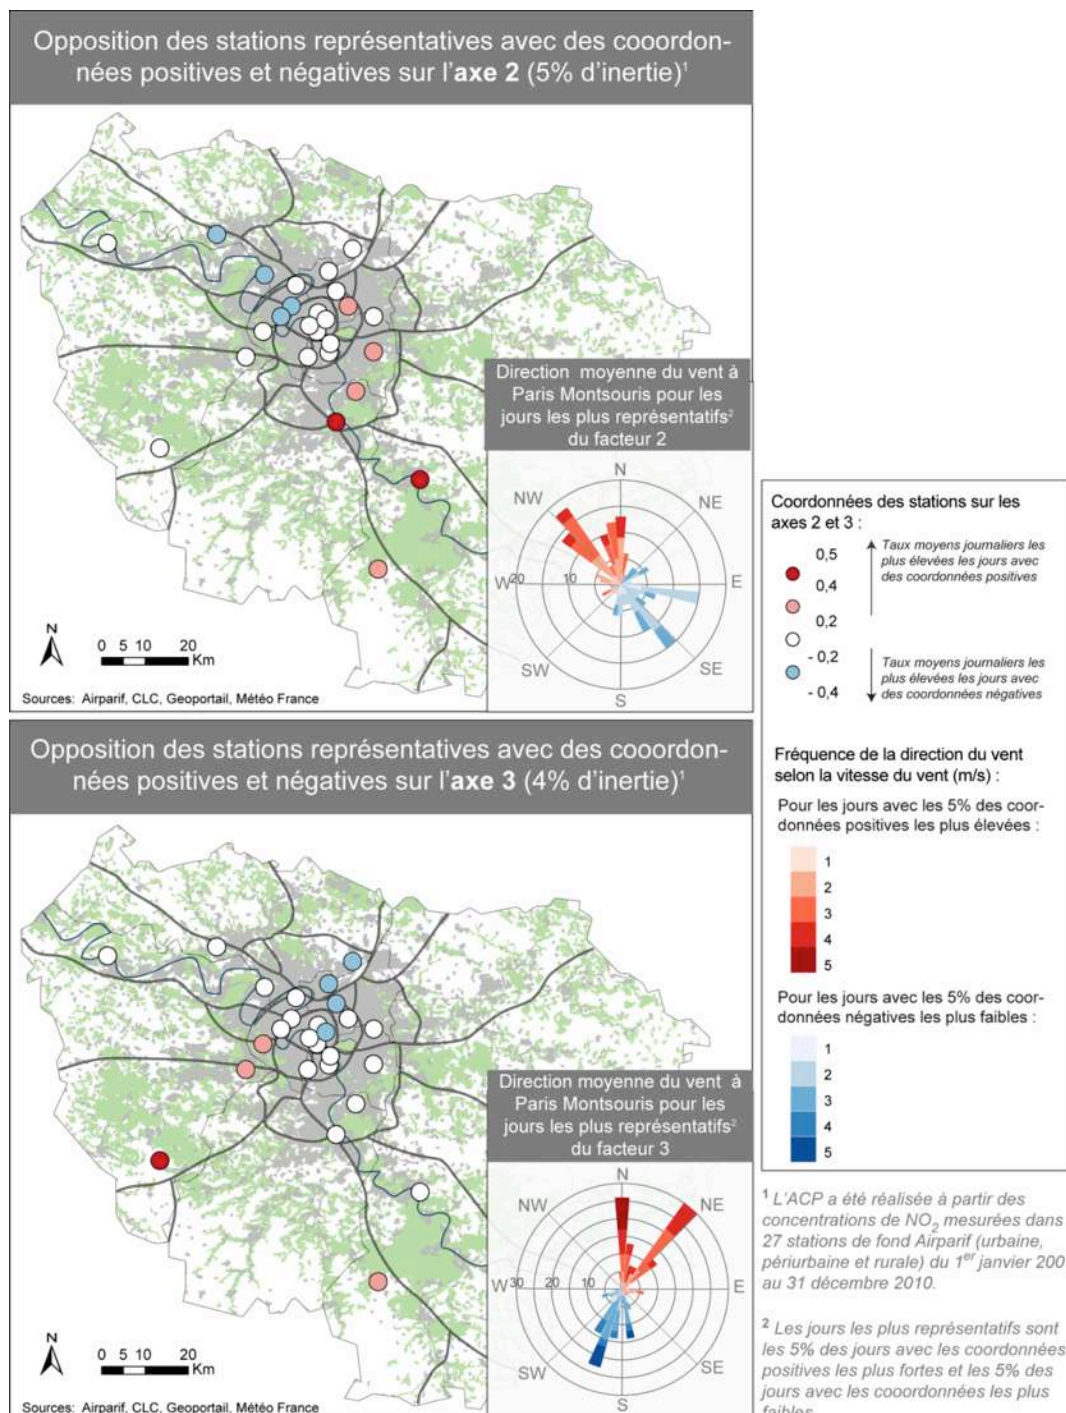 Opposition des stations représentatives avec des cooordon-
nées positives et négatives sur l'axe 2 (5% d'inertie)¹
Direction moyenne du vent à
Paris Montsouris pour les
jours les plus représentatifs²
du facteur 2
N
NW
NE
W
20
10
E
SW
SE
S
N
0 5 10 20
Km
Sources: Airparif, CLC, Geoportail, Météo France
Opposition des stations représentatives avec des cooordon-
nées positives et négatives sur l'axe 3 (4% d'inertie)¹
Direction moyenne du vent à
Paris Montsouris pour les
jours les plus représentatifs²
du facteur 3
N
NW
NE
W
30
20
10
E
SW
SE
S
N
0 5 10 20
Km
Sources: Airparif, CLC, Geoportail, Météo France
Coordonnées des stations sur les
axes 2 et 3 :
0,5
0,4
0,2
- 0,2
- 0,4
Taux moyens journaliers les
plus élevées les jours avec
des coordonnées positives
Taux moyens journaliers les
plus élevées les jours avec
des coordonnées négatives
Fréquence de la direction du vent
selon la vitesse du vent (m/s) :
Pour les jours avec les 5% des coor-
données positives les plus élevées :
1
2
3
4
5
Pour les jours avec les 5% des coor-
données négatives les plus faibles :
1
2
3
4
5
¹ L'ACP a été réalisée à partir des
concentrations de NO₂ mesurées dans
27 stations de fond Airparif (urbaine,
périurbaine et rurale) du 1er janvier 200
au 31 décembre 2010.
² Les jours les plus représentatifs sont
les 5% des jours avec les coordonnées
positives les plus fortes et les 5% des
jours avec les cooordonnées les plus
faibles